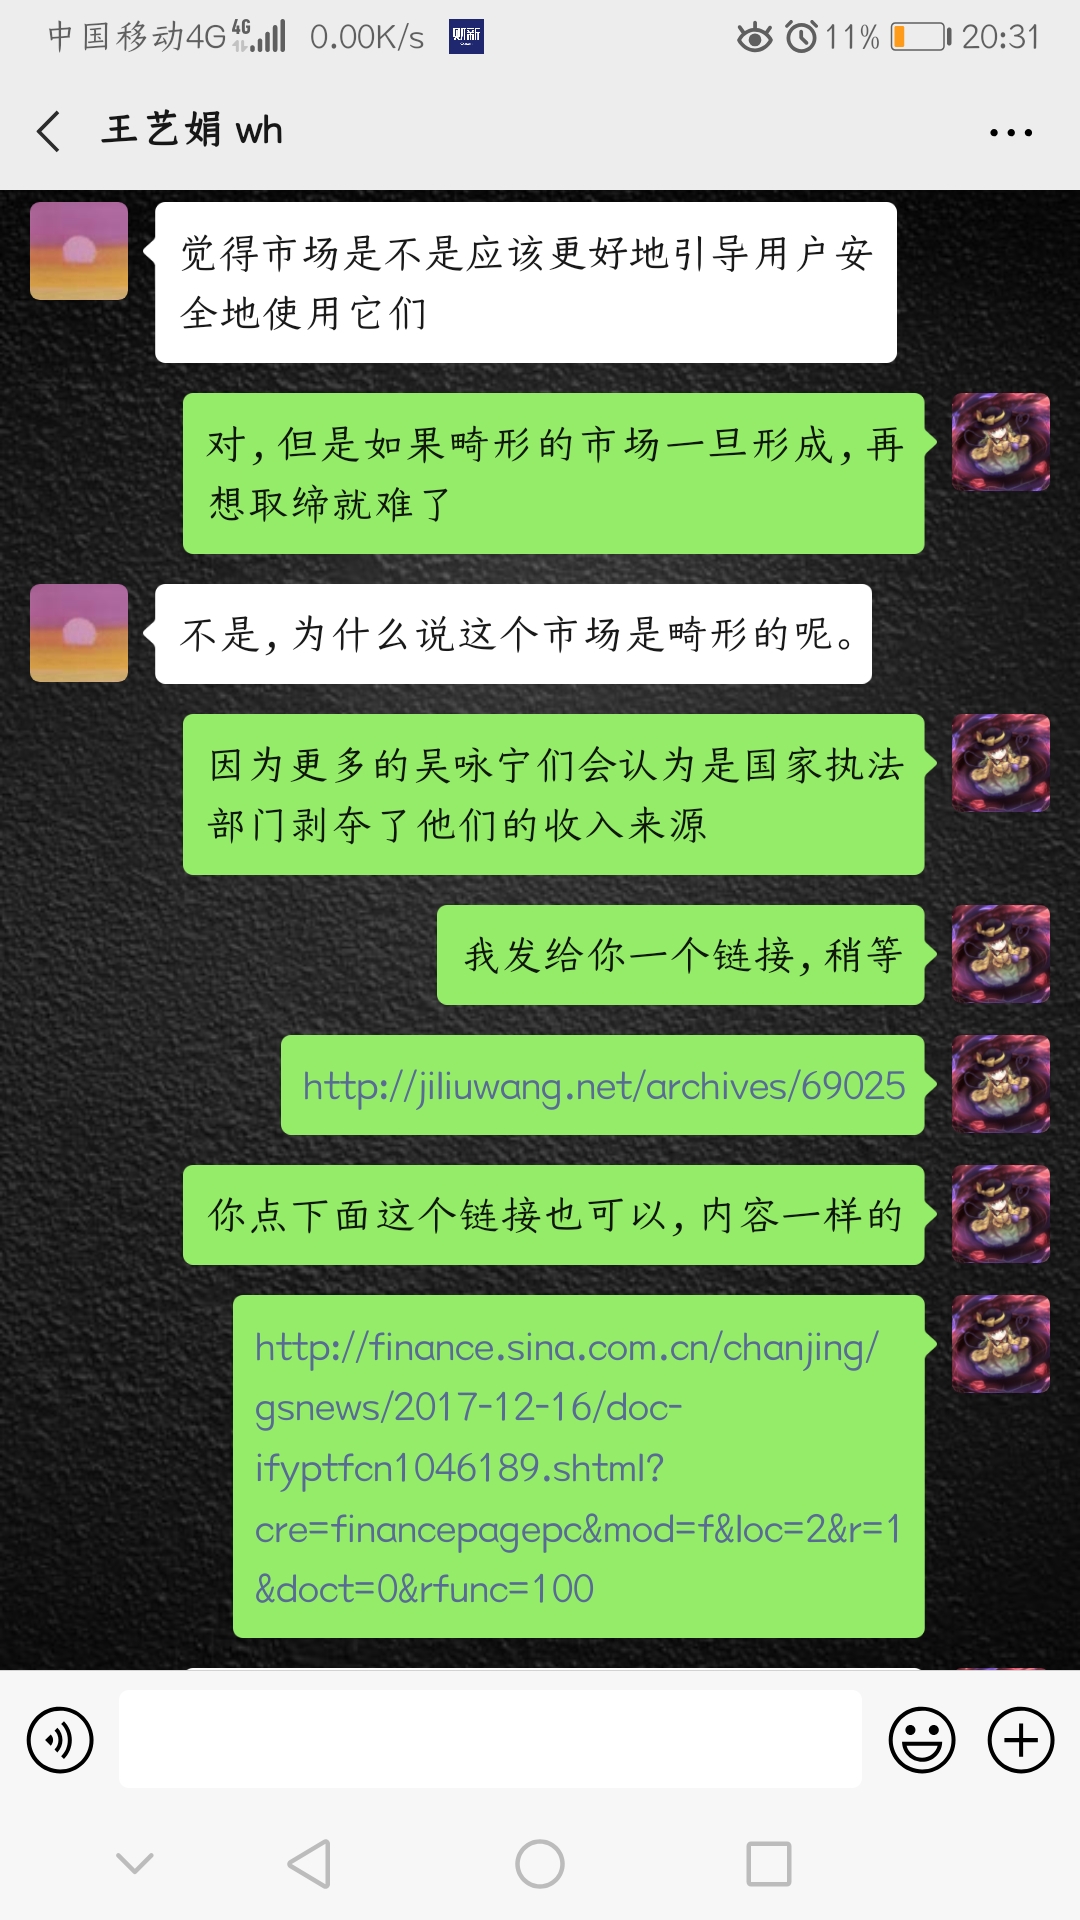 中国移动4G 4G 0.00K/s 财新 11% 20:31
王艺娟 wh
觉得市场是不是应该更好地引导用户安
全地使用它们
对,但是如果畸形的市场一旦形成,再
想取缔就难了
不是,为什么说这个市场是畸形的呢。
因为更多的吴咏宁们会认为是国家执法
部门剥夺了他们的收入来源
我发给你一个链接,稍等
http://jiliuwang.net/archives/69025
你点下面这个链接也可以,内容一样的
http://finance.sina.com.cn/chanjing/
gsnews/2017-12-16/doc-
ifyptfcn1046189.shtml?
cre=financepagepc&mod=f&loc=2&r=1
&doct=0&rfunc=100